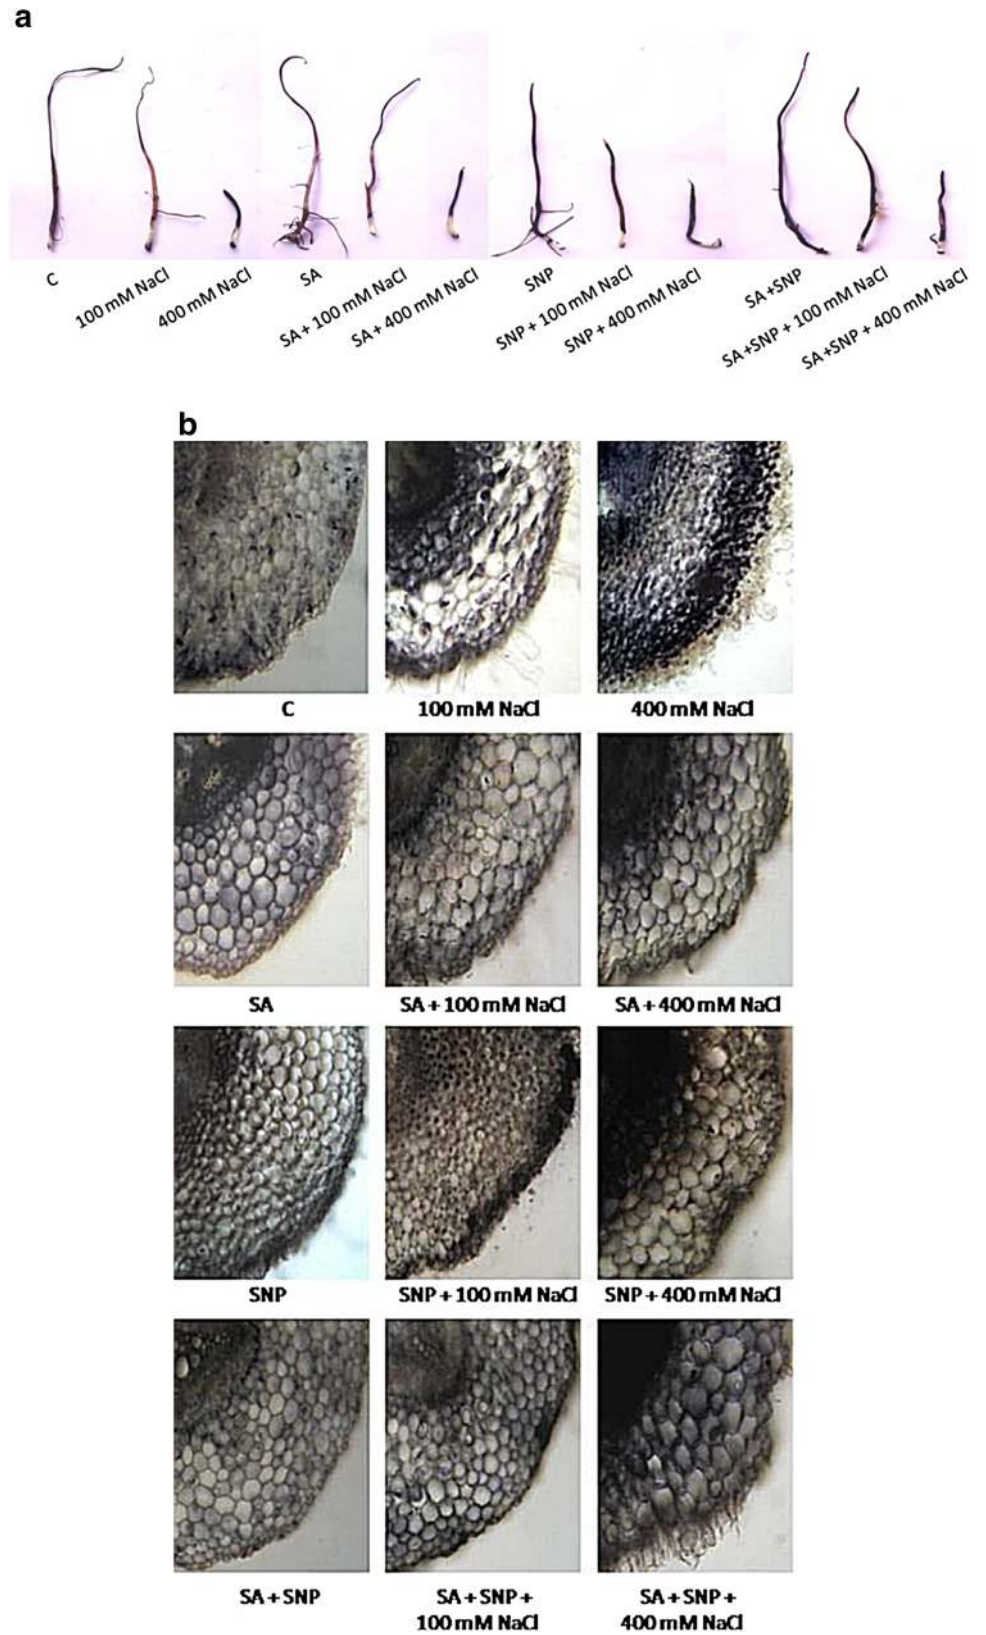 a
C
100 mM NaCl
400 mM NaCl
SA
SA + 100 mM NaCl
SA + 400 mM NaCl
SNP
SNP + 100 mM NaCl
SNP + 400 mM NaCl
SA +SNP
SA +SNP + 100 mM NaCl
SA +SNP + 400 mM NaCl
b
C
100 mM NaCl
400 mM NaCl
SA
SA + 100 mM NaCl
SA + 400 mM NaCl
SNP
SNP + 100 mM NaCl
SNP + 400 mM NaCl
SA + SNP
SA + SNP +
100 mM NaCl
SA + SNP +
400 mM NaCl